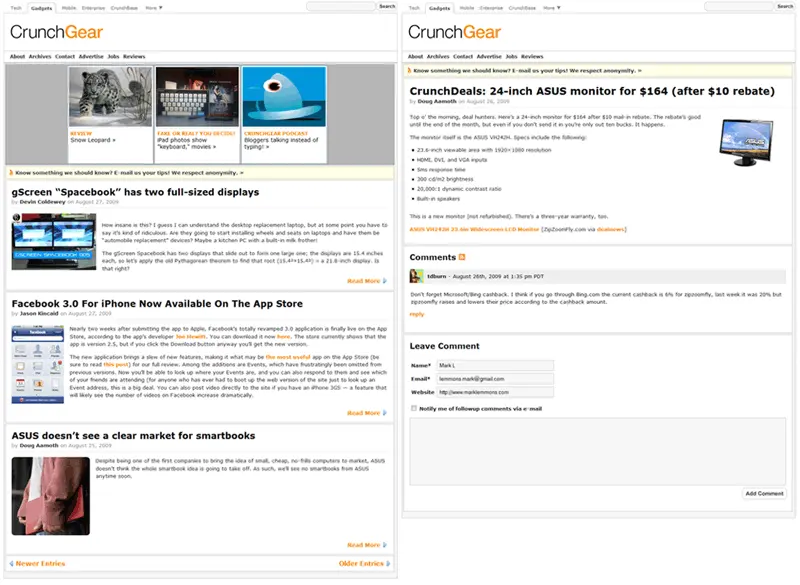 Tech Gadgets Mobile Enterprise CrunchBase More ▼ Search
CrunchGear
About Archives Contact Advertise Jobs Reviews
REVIEW
Snow Leopard »
FAKE OR REAL? YOU DECIDE!
iPad photos show
"keyboard," movies »
CRUNCHGEAR PODCAST
Bloggers talking instead of
typing! »
Know something we should know? E-mail us your tips! We respect anonymity. »
gScreen “Spacebook” has two full-sized displays
by Devin Coldewey on August 27, 2009
How insane is this? I guess I can understand the desktop replacement laptop, but at some point you have to
say it's kind of ridiculous. Are they going to start installing wheels and seats on laptops and have them be
"automobile replacement" devices? Maybe a kitchen PC with a built-in milk frother!
The gScreen Spacebook has two displays that slide out to form one large one; the displays are 15.4 inches
each, so let's apply the old Pythagorean theorem to find that root (15.4²+15.4²) = a 21.8-inch display. Is
that right?
Read More
Facebook 3.0 For iPhone Now Available On The App Store
by Jason Kincaid on August 27, 2009
Nearly two weeks after submitting the app to Apple, Facebook's totally revamped 3.0 application is finally live on the App
Store, according to the app's developer Joe Hewitt. You can download it now here. The store currently shows that the
app is version 2.5, but if you click the Download button anyway you'll get the new version.
The new application brings a slew of new features, making it what may be the most useful app on the App Store (be
sure to read this post) for our full review. Among the additions are Events, which have frustratingly been omitted from
previous versions. Now you'll be able to look up where your Events are, and you can also respond to them and see which
of your friends are attending (for anyone who has ever had to boot up the web version of the site just to look up an
Event address, this is a big deal. You can also post video directly to the site if you have an iPhone 3GS — a feature that
will likely see the number of videos on Facebook increase dramatically.
Read More
ASUS doesn’t see a clear market for smartbooks
by Doug Aamoth on August 25, 2009
Despite being one of the first companies to bring the idea of small, cheap, no-frills computers to market, ASUS
doesn't think the whole smartbook idea is going to take off. As such, we'll see no smartbooks from ASUS
anytime soon.
Read More
Newer Entries Older Entries
Tech Gadgets Mobile Enterprise CrunchBase More ▼ Search
CrunchGear
About Archives Contact Advertise Jobs Reviews
Know something we should know? E-mail us your tips! We respect anonymity. »
CrunchDeals: 24-inch ASUS monitor for $164 (after $10 rebate)
by Doug Aamoth on August 26, 2009
Top o' the morning, deal hunters. Here's a 24-inch monitor for $164 after $10 mail-in rebate. The rebate's good
until the end of the month, but even if you don't send it in you're only out ten bucks. It happens.
The monitor itself is the ASUS VH242H. Specs include the following:
• 23.6-inch viewable area with 1920×1080 resolution
• HDMI, DVI, and VGA inputs
• 5ms response time
• 300 cd/m2 brightness
• 20,000:1 dynamic contrast ratio
• Built-in speakers
This is a new monitor (not refurbished). There's a three-year warranty, too.
ASUS VH242H 23.6in Widescreen LCD Monitor [ZipZoomFly.com via dealnews]
Comments
tdburn - August 26th, 2009 at 1:35 pm PDT
Don't forget Microsoft/Bing cashback. I think if you go through Bing.com the current cashback is 6% for zipzoomfly, last week it was 20% but
zipzoomfly raises and lowers their price according to the cashback amount.
reply
Leave Comment
Name* Mark L
Email* lemmons.mark@gmail.com
Website http://www.marklemmons.com
Notify me of followup comments via e-mail
Add Comment